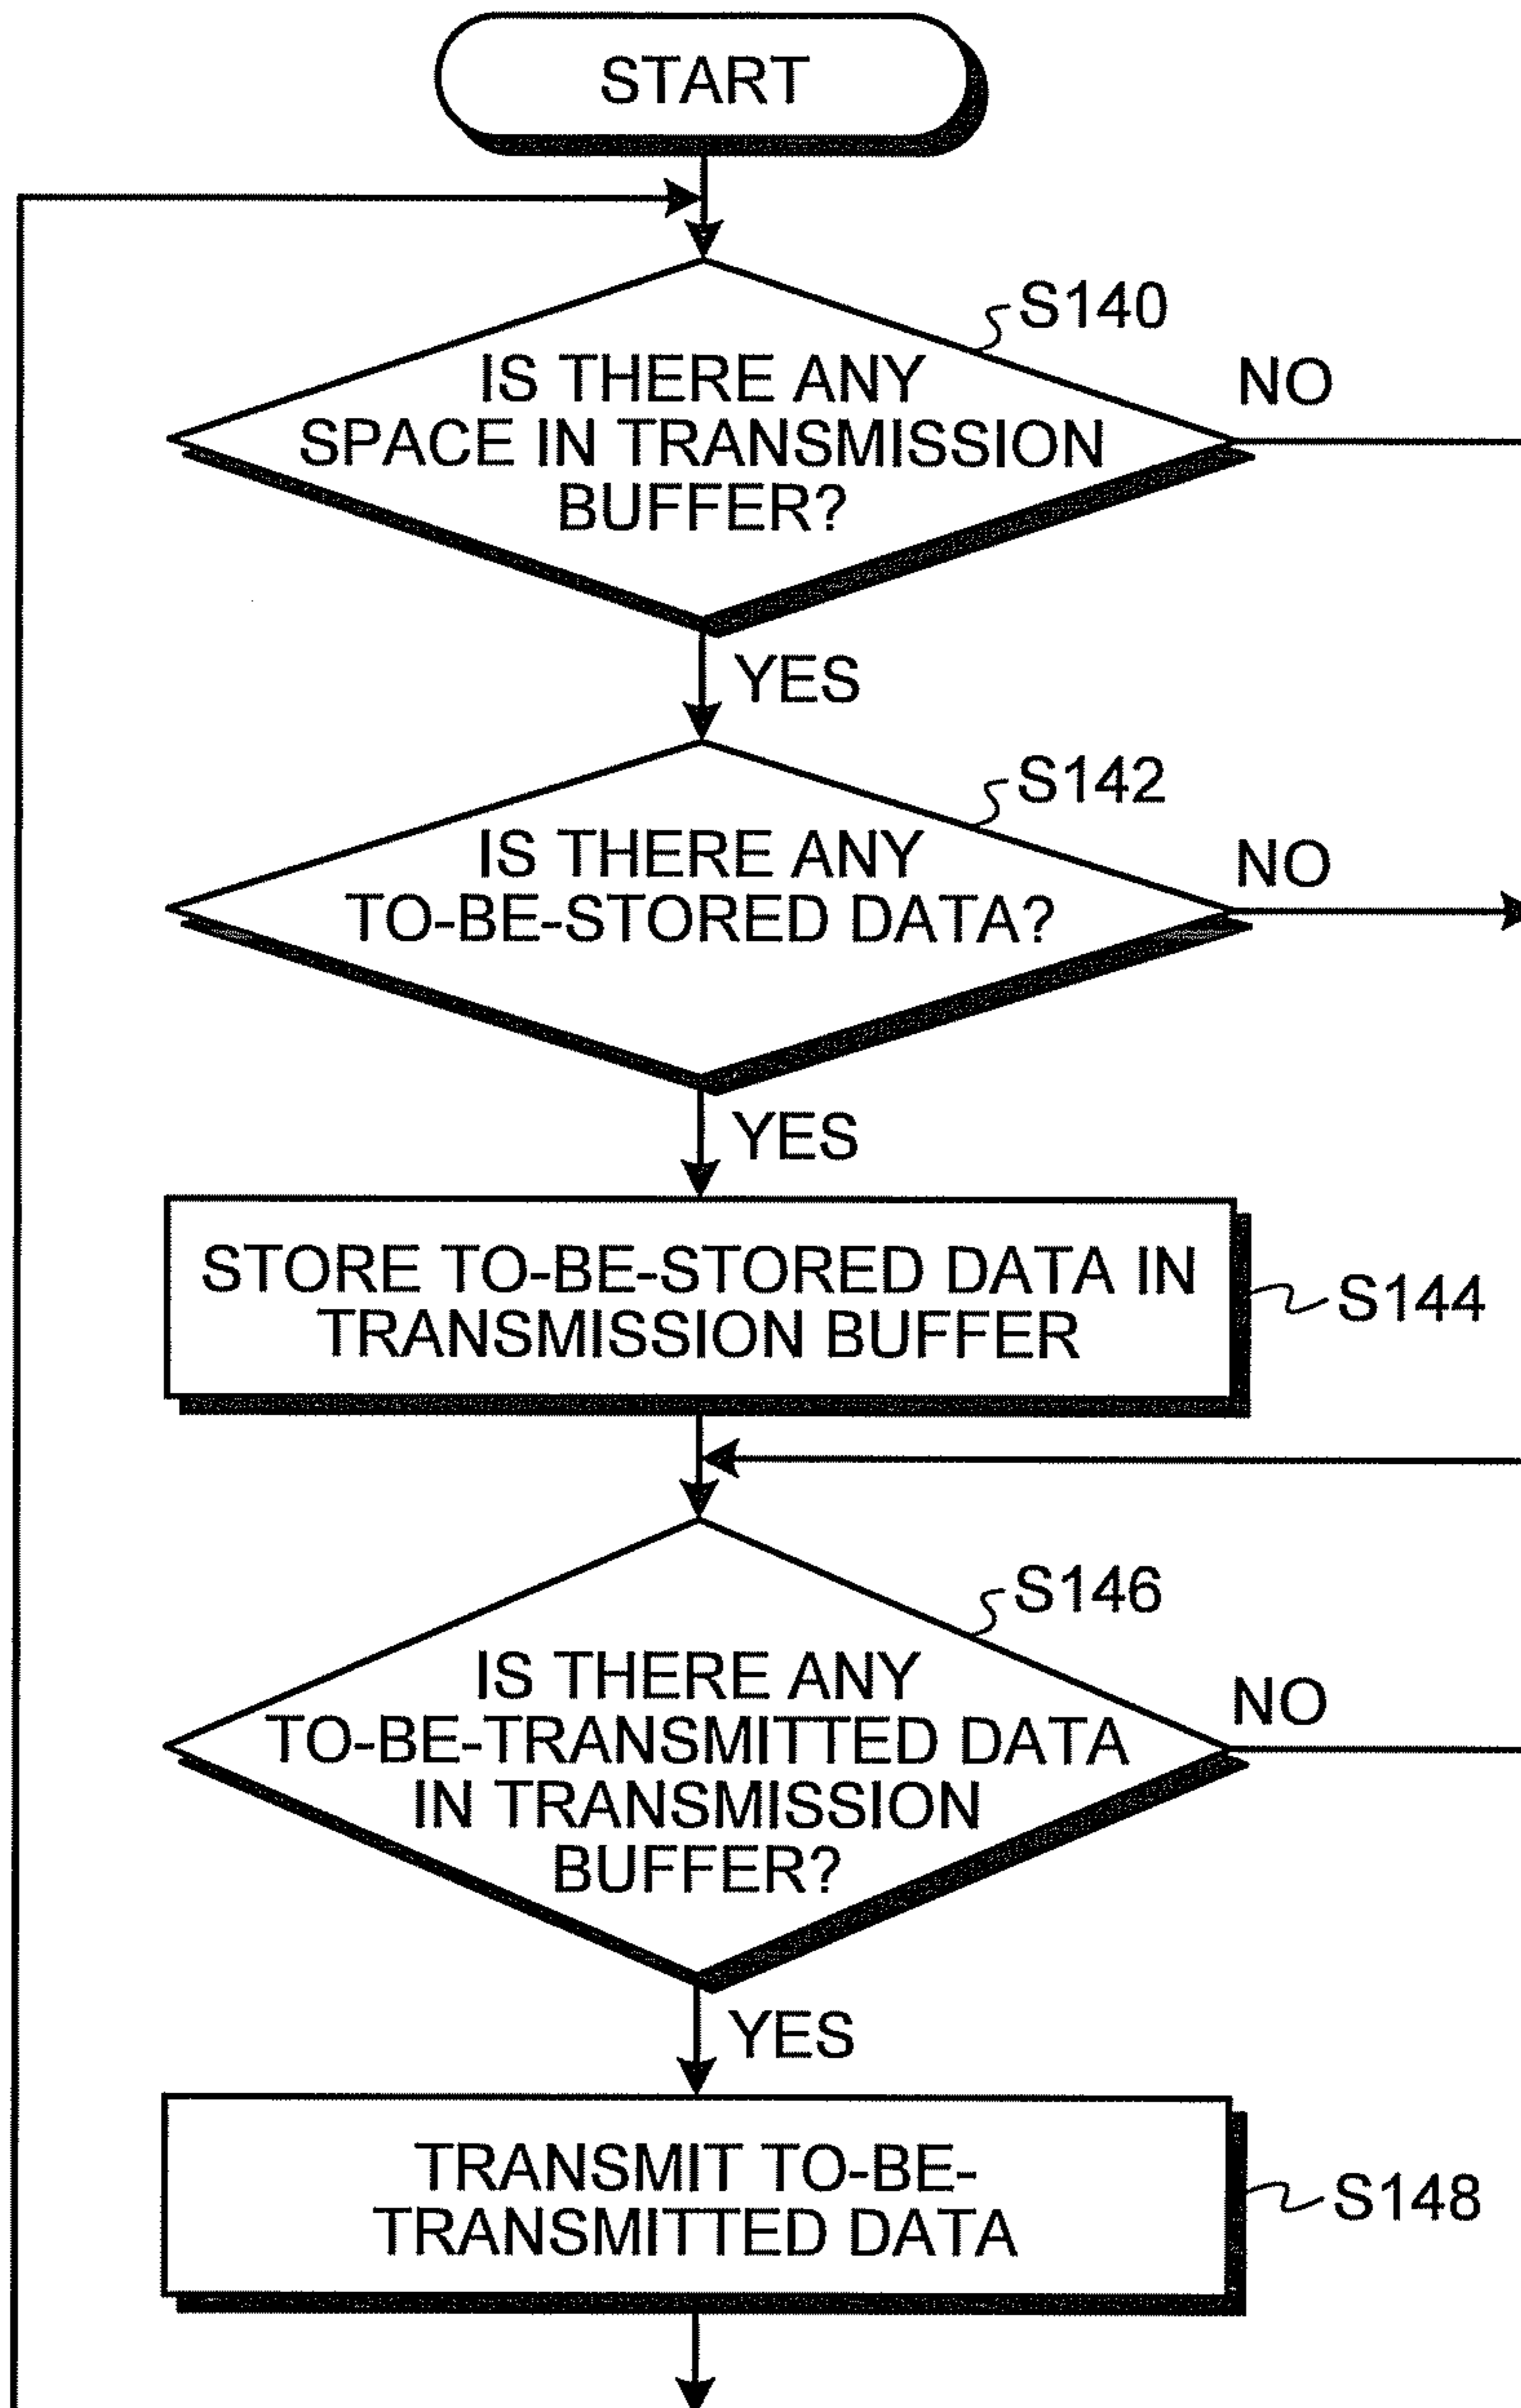 START
S140
IS THERE ANY
SPACE IN TRANSMISSION
BUFFER?
NO
YES
S142
IS THERE ANY
TO-BE-STORED DATA?
NO
YES
STORE TO-BE-STORED DATA IN
TRANSMISSION BUFFER
S144
S146
IS THERE ANY
TO-BE-TRANSMITTED DATA
IN TRANSMISSION
BUFFER?
NO
YES
TRANSMIT TO-BE-
TRANSMITTED DATA
S148